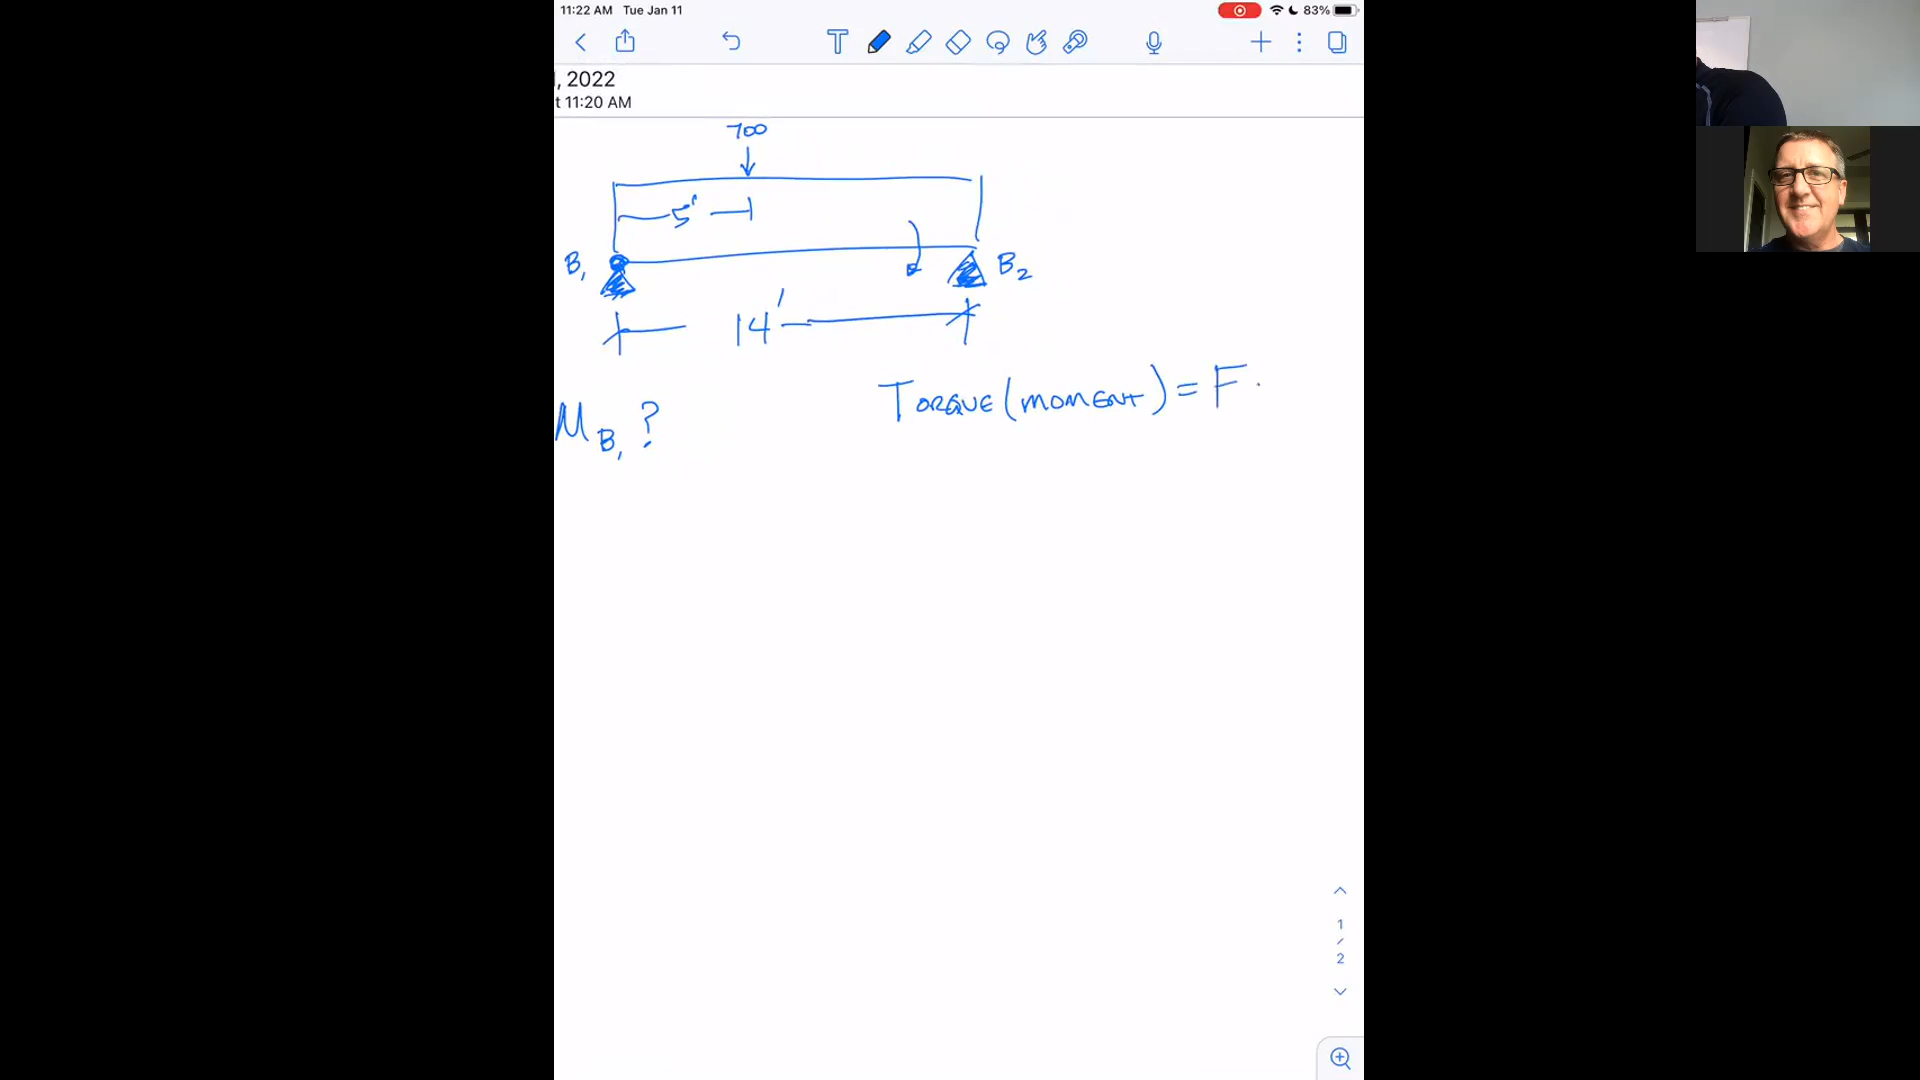 11:22 AM Tue Jan 11
83%
T
, 2022
t 11:20 AM
700
5'
B1
B2
14'
TORQUE (MOMENT) = F ·
MB1 ?
1
/
2